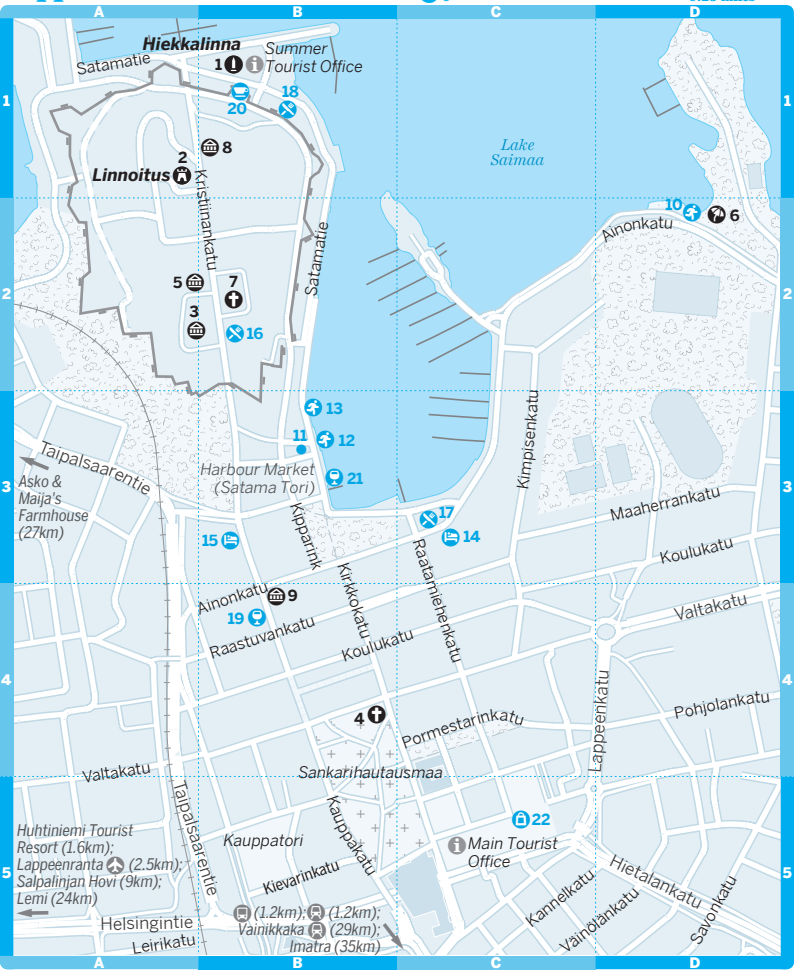 A
B
C
D
Hiekkalinna
Summer
Tourist Office
Satamatie
1
20
18
1
1
Lake
Saimaa
8
2
Linnoitus
Kristiinankatu
10
6
Ainonkatu
Satamatie
5
7
2
2
3
16
13
11
12
Kimpisenkatu
Taipalsaarentie
Harbour Market
(Satama Tori)
21
3
3
Asko &
Maija's
Farmhouse
(27km)
Maaherrankatu
17
14
15
Kipparink
Koulukatu
Raatamiehenkatu
Kirkkokatu
Ainonkatu
9
Valtakatu
19
Raastuvankatu
Koulukatu
4
4
Lappeenkatu
Pohjolankatu
4
Pormestarinkatu
Valtakatu
Sankarihautausmaa
Taipalsaarentie
Kauppakatu
22
Huhtiniemi Tourist
Resort (1.6km);
Lappeenranta (2.5km);
Salpalinjan Hovi (9km);
Lemi (24km)
Kauppatori
Main Tourist
Office
5
5
Kievarinkatu
Hietalankatu
Kannelkatu
Väinölänkatu
Savonkatu
Helsingintie
Leirikatu
(1.2km); (1.2km);
Vainikkala (29km);
Imatra (35km)
A
B
C
D